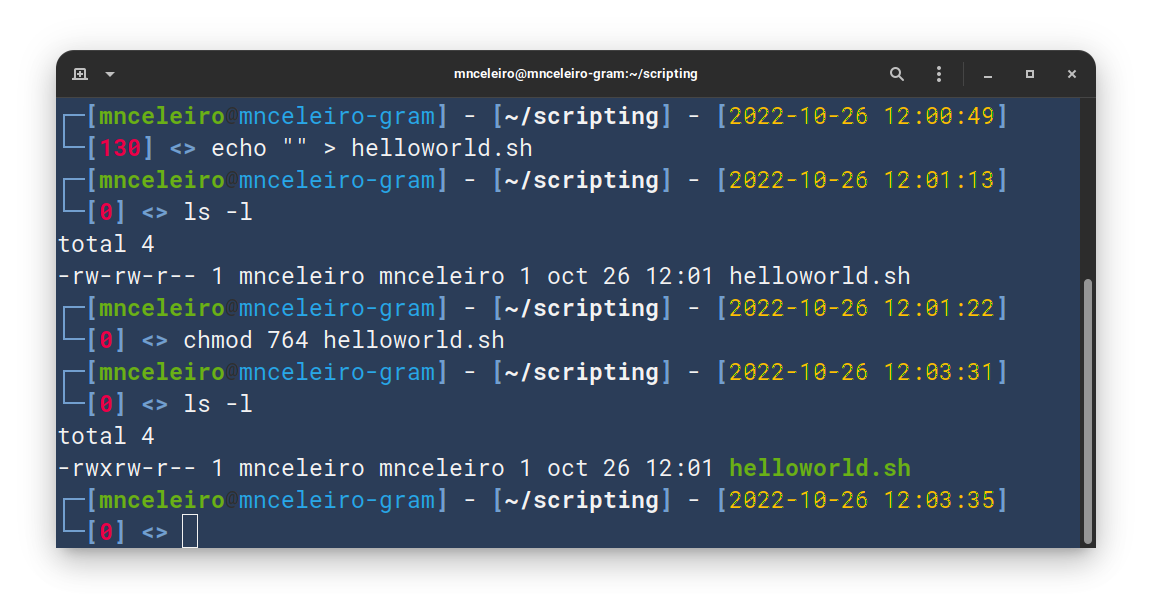 mnceleiro@mnceleiro-gram:~/scripting
[mnceleiro@mnceleiro-gram] - [~/scripting] - [2022-10-26 12:00:49]
[130] <> echo "" > helloworld.sh
[mnceleiro@mnceleiro-gram] - [~/scripting] - [2022-10-26 12:01:13]
[0] <> ls -l
total 4
-rw-rw-r-- 1 mnceleiro mnceleiro 1 oct 26 12:01 helloworld.sh
[mnceleiro@mnceleiro-gram] - [~/scripting] - [2022-10-26 12:01:22]
[0] <> chmod 764 helloworld.sh
[mnceleiro@mnceleiro-gram] - [~/scripting] - [2022-10-26 12:03:31]
[0] <> ls -l
total 4
-rwxrw-r-- 1 mnceleiro mnceleiro 1 oct 26 12:01 helloworld.sh
[mnceleiro@mnceleiro-gram] - [~/scripting] - [2022-10-26 12:03:35]
[0] <>